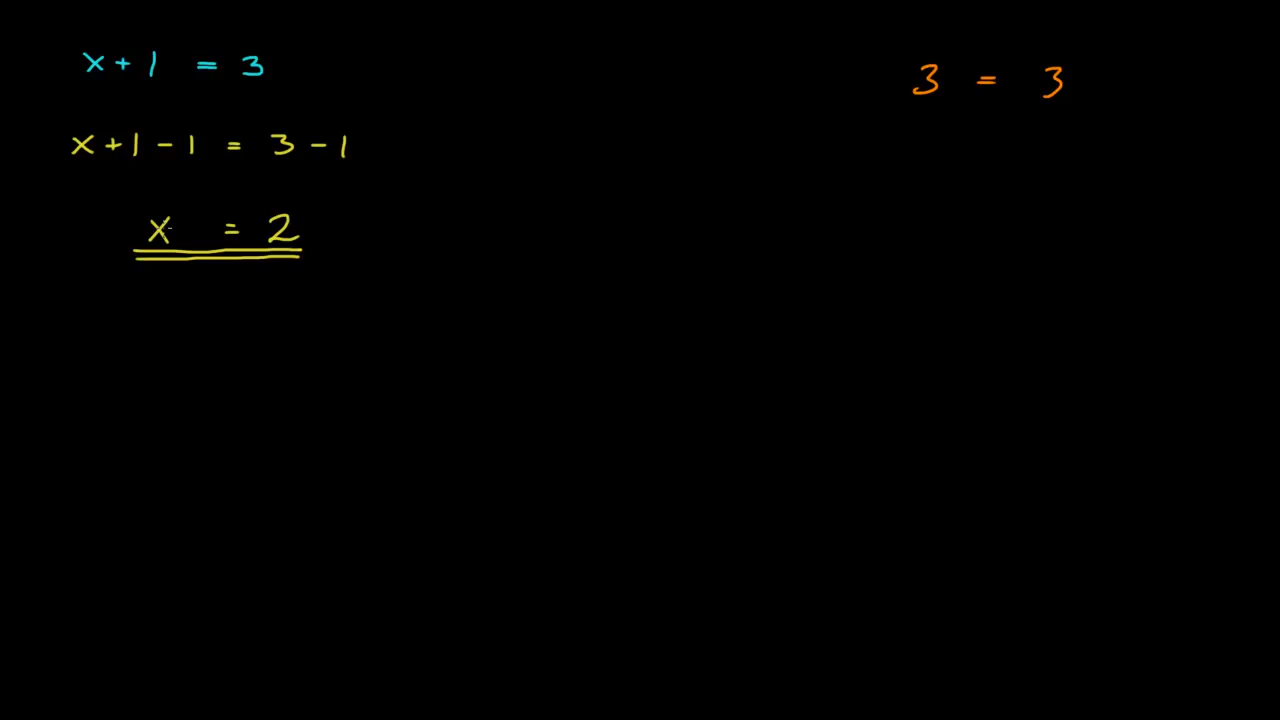 x + 1 = 3
3 = 3
x + 1 - 1 = 3 - 1
x = 2